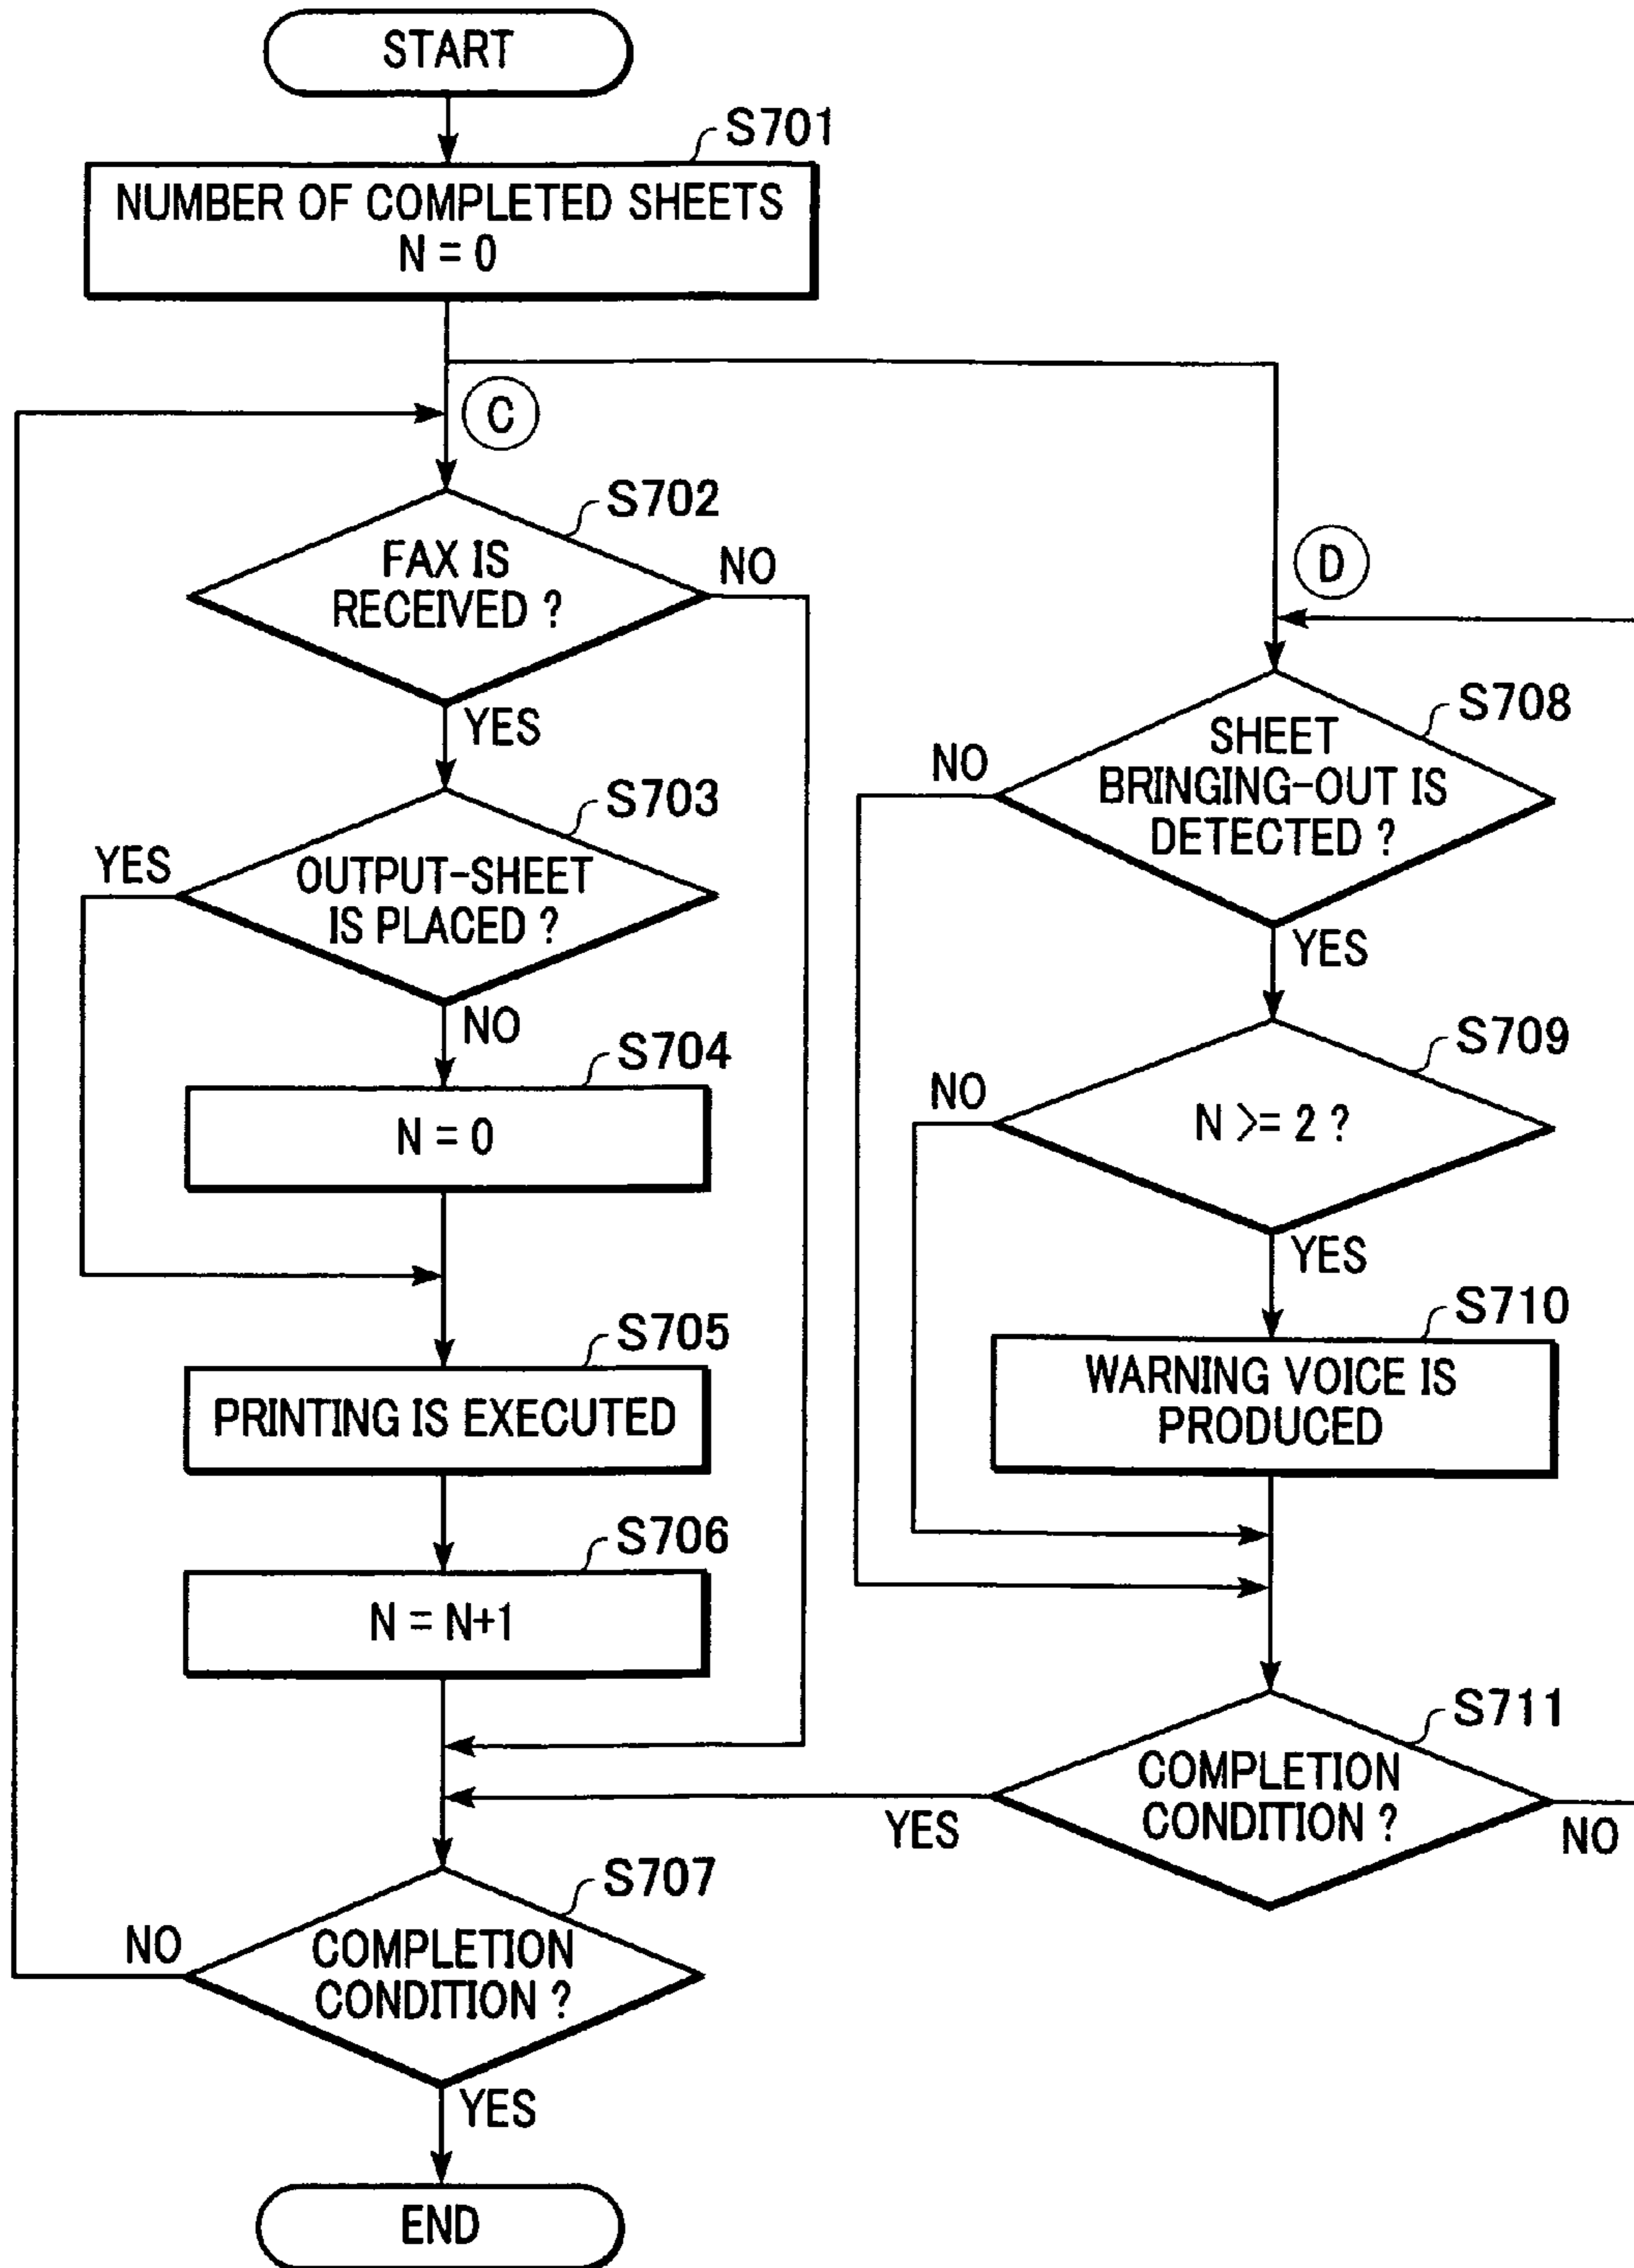 START
S701
NUMBER OF COMPLETED SHEETS
N = 0
C
S702
FAX IS
RECEIVED ?
NO
YES
S703
OUTPUT-SHEET
IS PLACED ?
YES
NO
S704
N = 0
S705
PRINTING IS EXECUTED
S706
N = N+1
S707
COMPLETION
CONDITION ?
NO
YES
END
D
S708
SHEET
BRINGING-OUT IS
DETECTED ?
NO
YES
S709
N >= 2 ?
NO
YES
S710
WARNING VOICE IS
PRODUCED
S711
COMPLETION
CONDITION ?
YES
NO